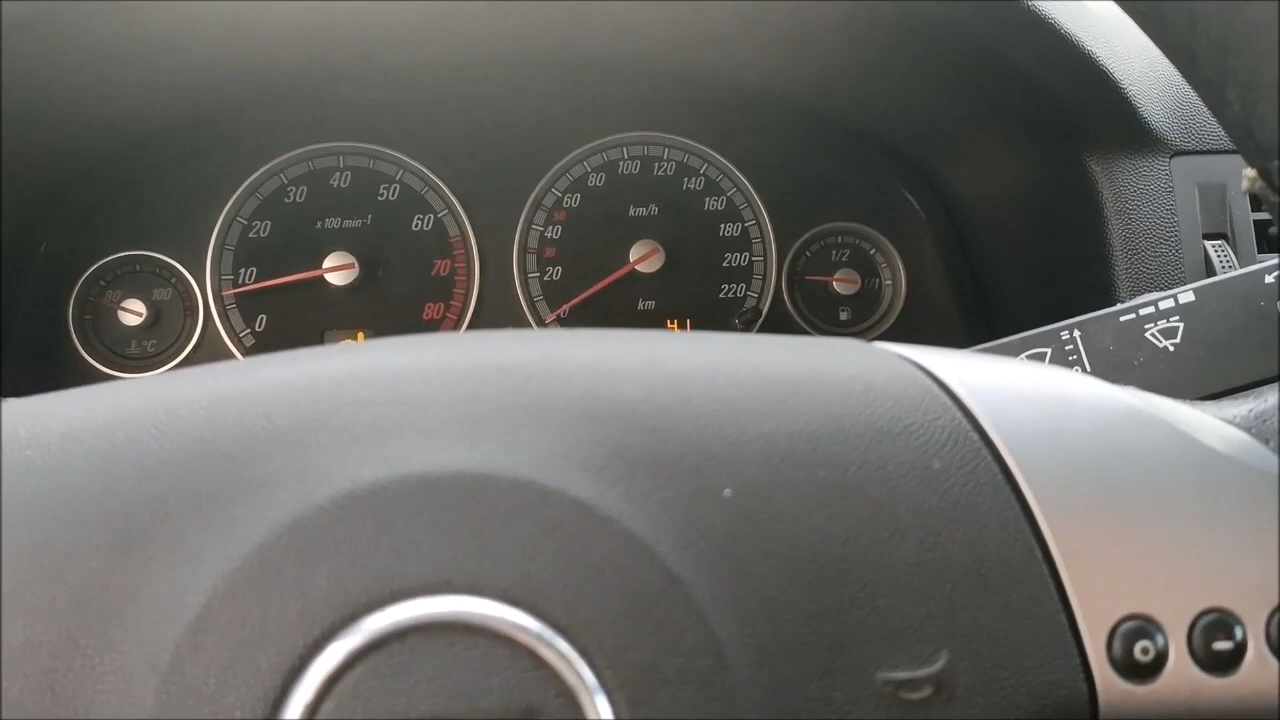 80 100
°C
0 10 20 30 40 50 60 70 80
x100 min-1
0 20 30 40 50 60 80 100 120 140 160 180 200 220
km/h
km
1/2
1/1